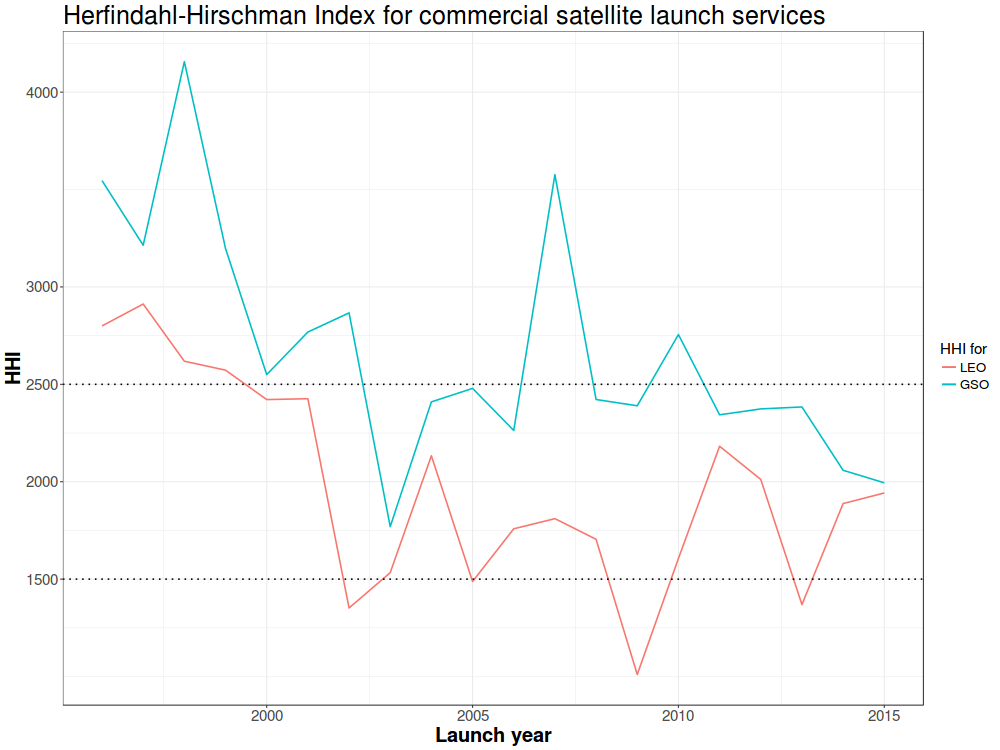 Herfindahl-Hirschman Index for commercial satellite launch services
HHI
4000
3000
2500
2000
1500
2000 2005 2010 2015
Launch year
HHI for
LEO
GSO